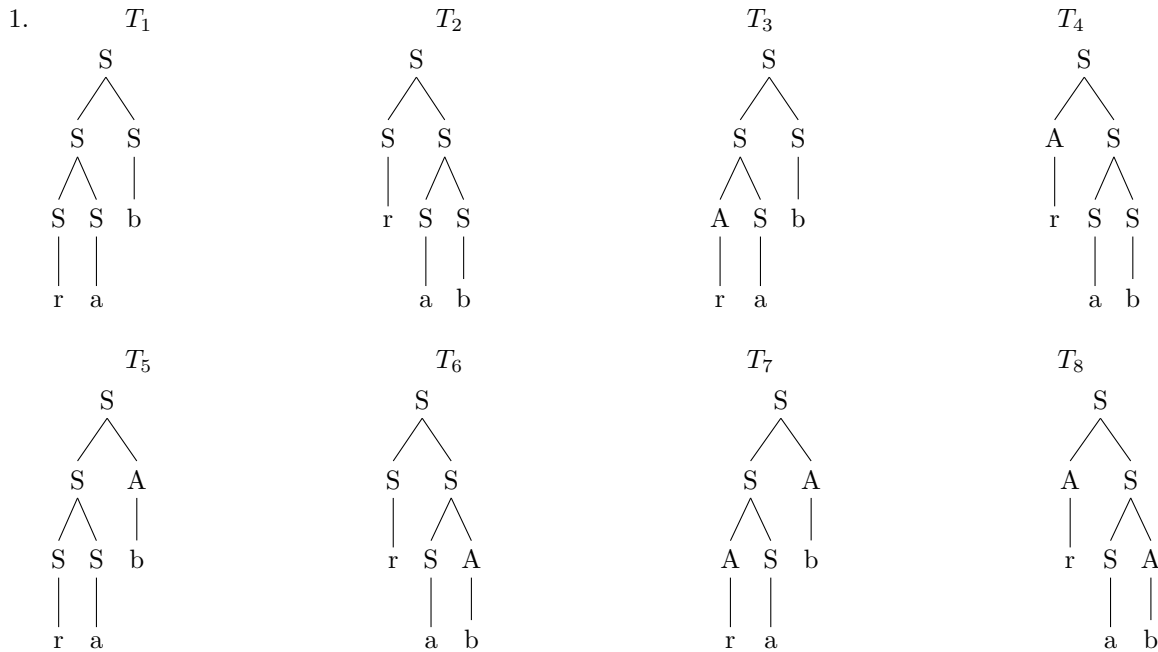 1. T1 T2 T3 T4
S S S S
S S S S S S A S
S S b r S S A S b r S S
r a a b r a a b
T5 T6 T7 T8
S S S S
S A S S S A A S
S S b r S A A S b r S A
r a a b r a a b